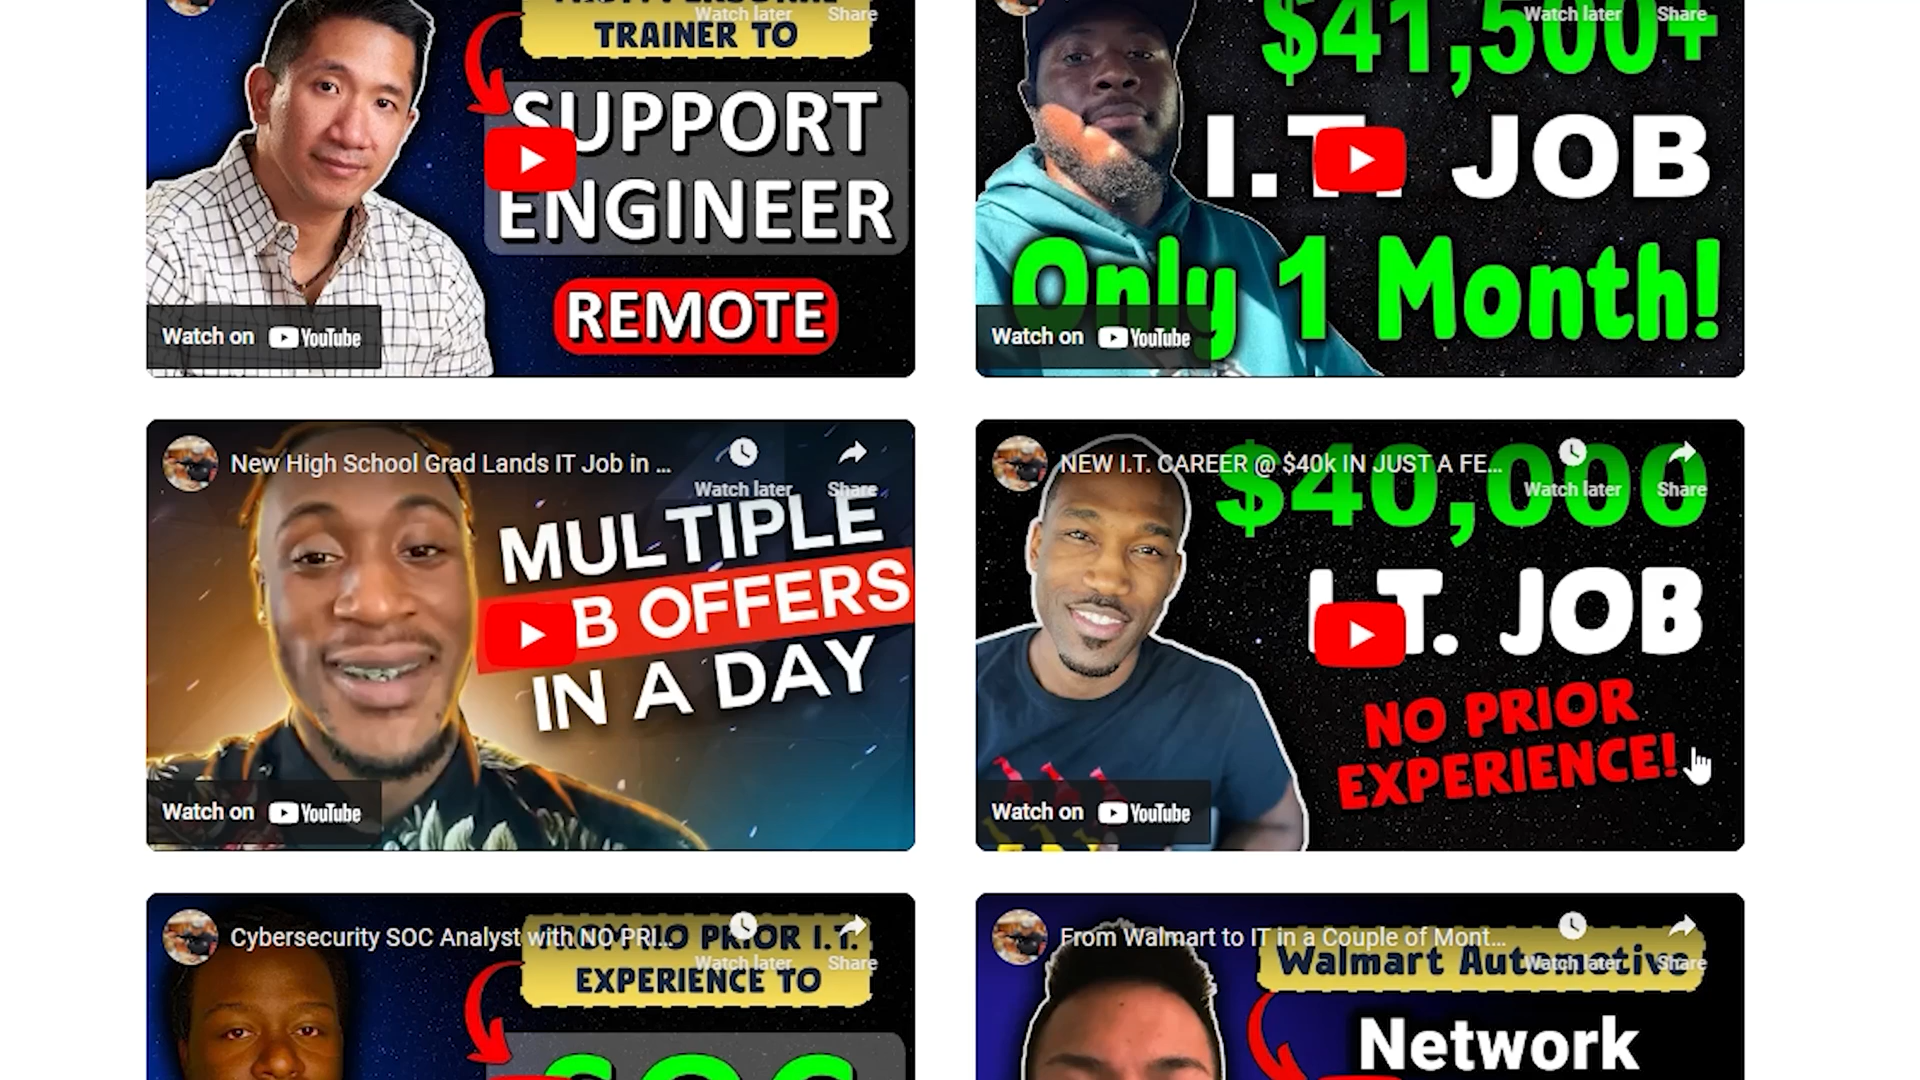 TRAINER TO
Watch later
Share
SUPPORT
ENGINEER
REMOTE
Watch on YouTube
Watch later
Share
$41,500+
I.T. JOB
Only 1 Month!
Watch on YouTube
New High School Grad Lands IT Job in ...
Watch later
Share
MULTIPLE
B OFFERS
IN A DAY
Watch on YouTube
NEW I.T. CAREER @ $40k IN JUST A FE...
Watch later
Share
$40,000
I.T. JOB
NO PRIOR
EXPERIENCE!
Watch on YouTube
Cybersecurity SOC Analyst with NO PRI...
Watch later
Share
PRIOR I.T.
EXPERIENCE TO
SOC
From Walmart to IT in a Couple of Mont...
Watch later
Share
Walmart Automotive
Network